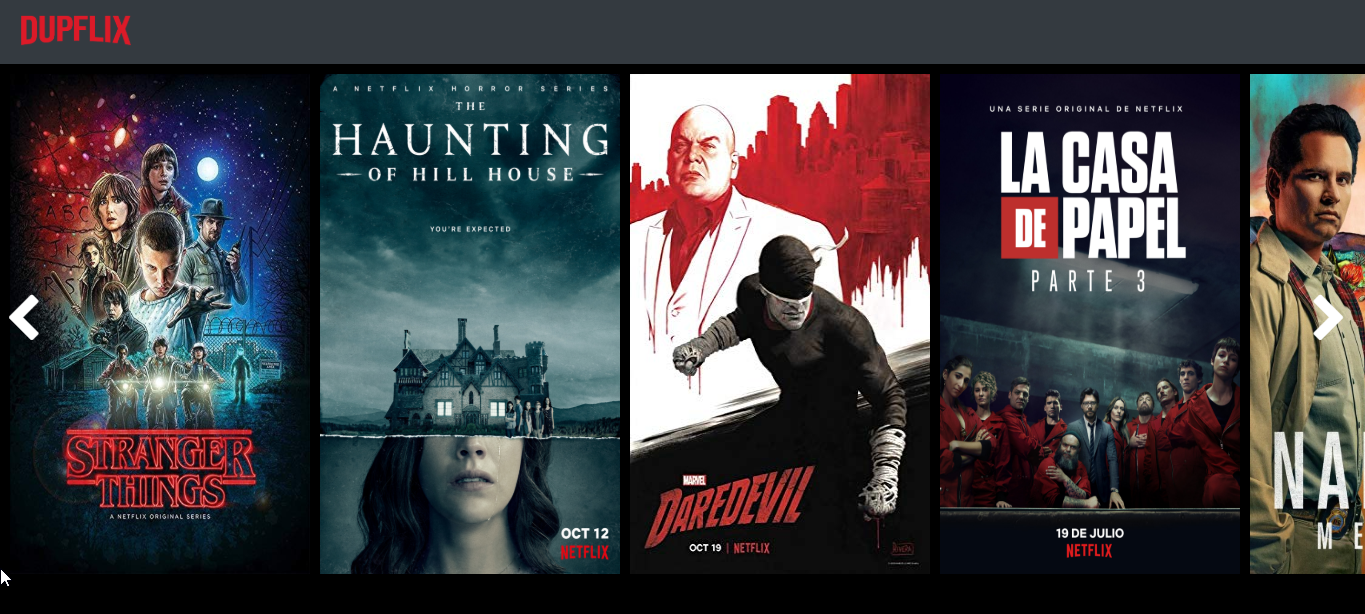 DUPFLIX
STRANGER
THINGS
A NETFLIX ORIGINAL SERIES
A NETFLIX HORROR SERIES
THE
HAUNTING
OF HILL HOUSE
YOU'RE EXPECTED
OCT 12
NETFLIX
MARVEL
DAREDEVIL
OCT 19 | NETFLIX
UNA SERIE ORIGINAL DE NETFLIX
LA CASA
DE PAPEL
PARTE 3
19 DE JULIO
NETFLIX
NA
ME